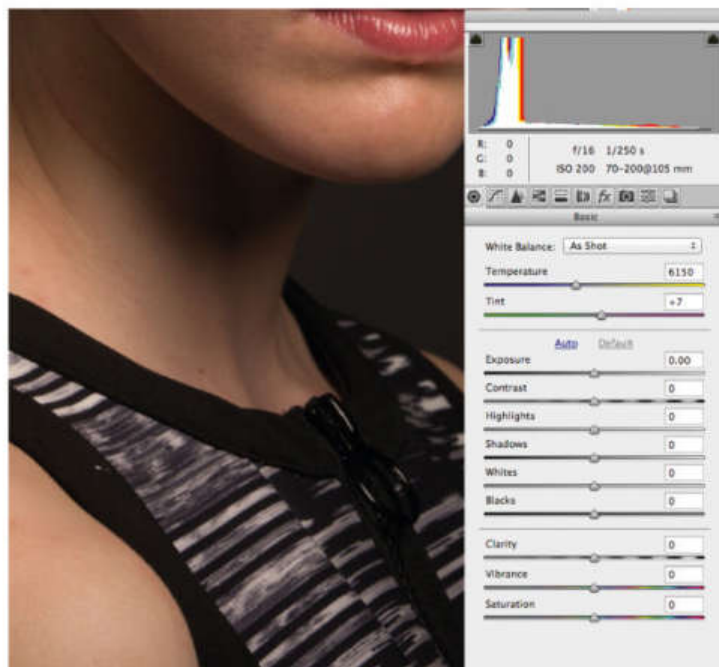 R: 0
G: 0
B: 0
f/16 1/250 s
ISO 200 70-200@105 mm
fx
Basic
White Balance: As Shot
Temperature 6150
Tint +7
Auto Default
Exposure 0.00
Contrast 0
Highlights 0
Shadows 0
Whites 0
Blacks 0
Clarity 0
Vibrance 0
Saturation 0